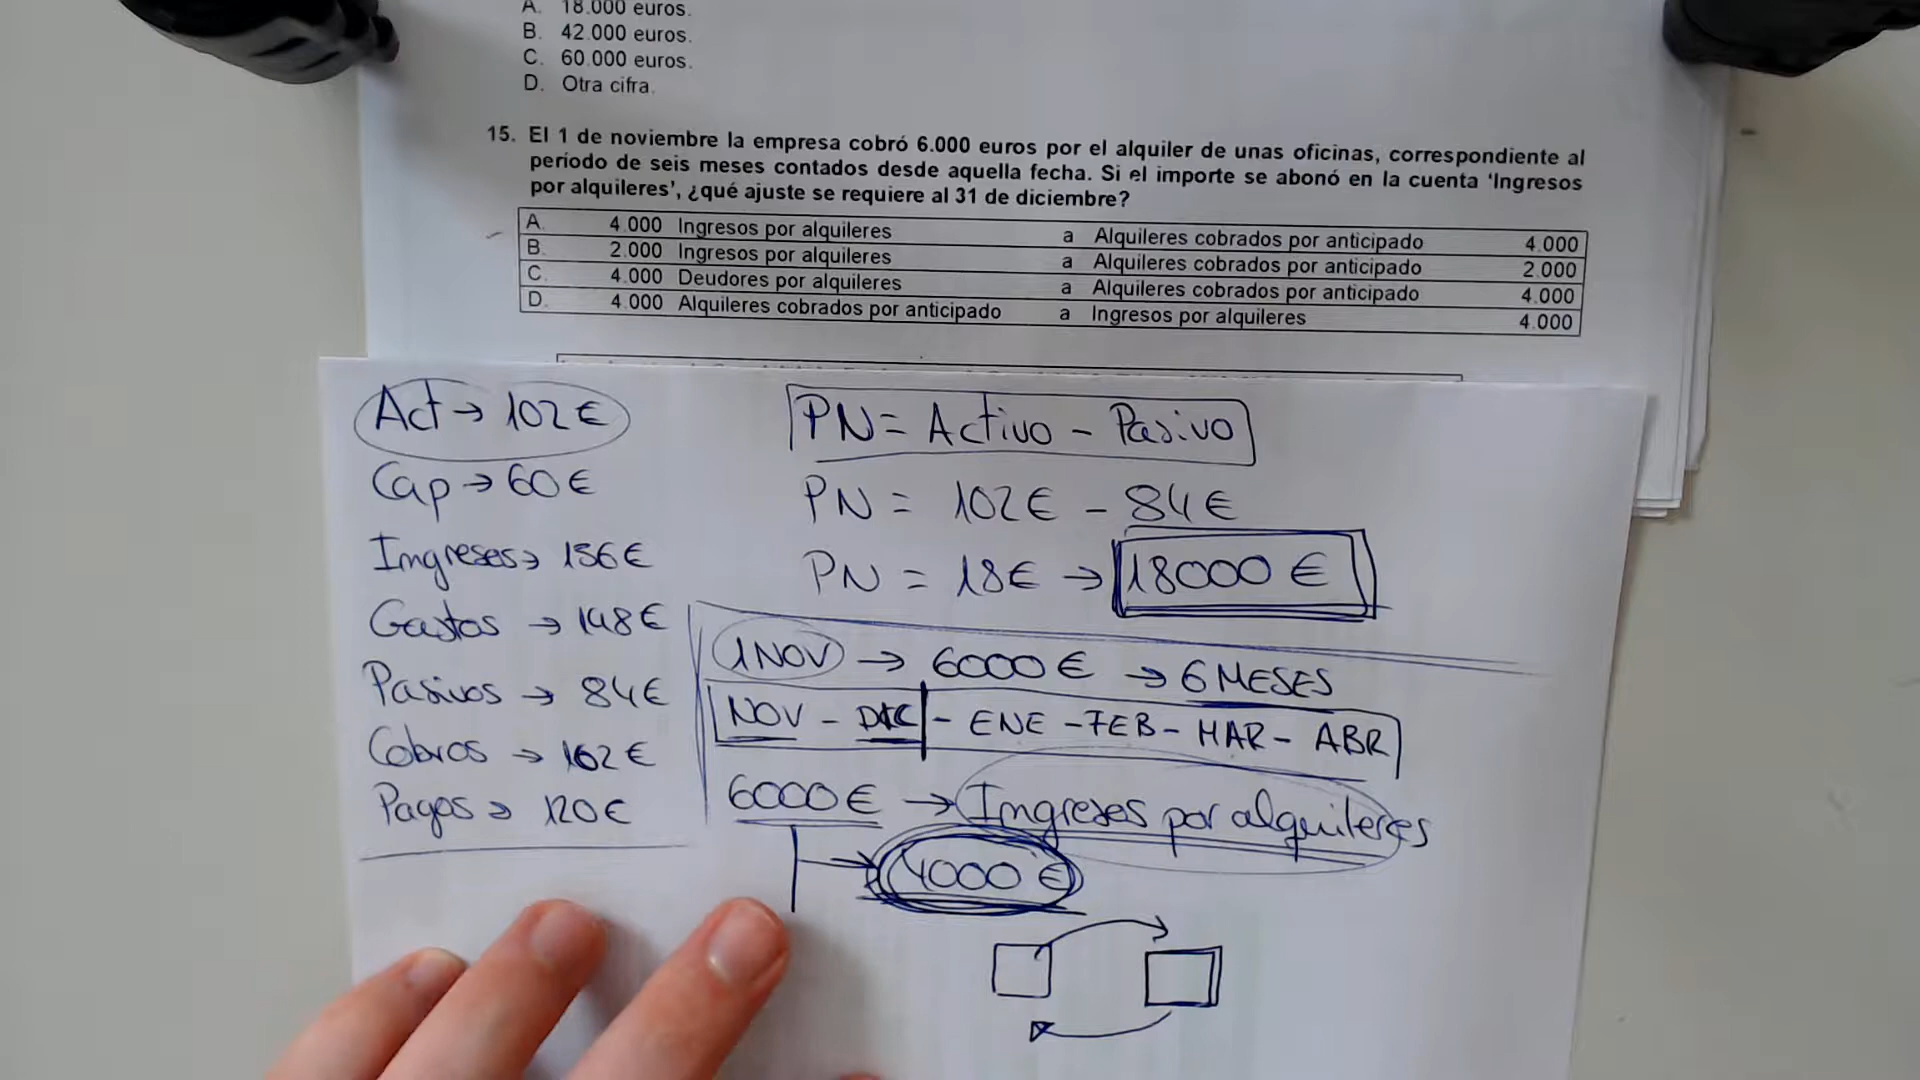 A. 18.000 euros.
B. 42.000 euros.
C. 60.000 euros.
D. Otra cifra.
15. El 1 de noviembre la empresa cobró 6.000 euros por el alquiler de unas oficinas, correspondiente al
período de seis meses contados desde aquella fecha. Si el importe se abonó en la cuenta ‘Ingresos
por alquileres’, ¿qué ajuste se requiere al 31 de diciembre?
A. 4.000 Ingresos por alquileres a Alquileres cobrados por anticipado 4.000
B. 2.000 Ingresos por alquileres a Alquileres cobrados por anticipado 2.000
C. 4.000 Deudores por alquileres a Alquileres cobrados por anticipado 4.000
D. 4.000 Alquileres cobrados por anticipado a Ingresos por alquileres 4.000
Act → 102€
Cap → 60€
Ingresos → 156€
Gastos → 148€
Pasivos → 84€
Cobros → 162€
Pagos → 120€
PN = Activo - Pasivo
PN = 102€ - 84€
PN = 18€ → 18000 €
1 NOV → 6000 € → 6 MESES
NOV - DIC - ENE - FEB - MAR - ABR
6000 € → Ingresos por alquileres
4000 €